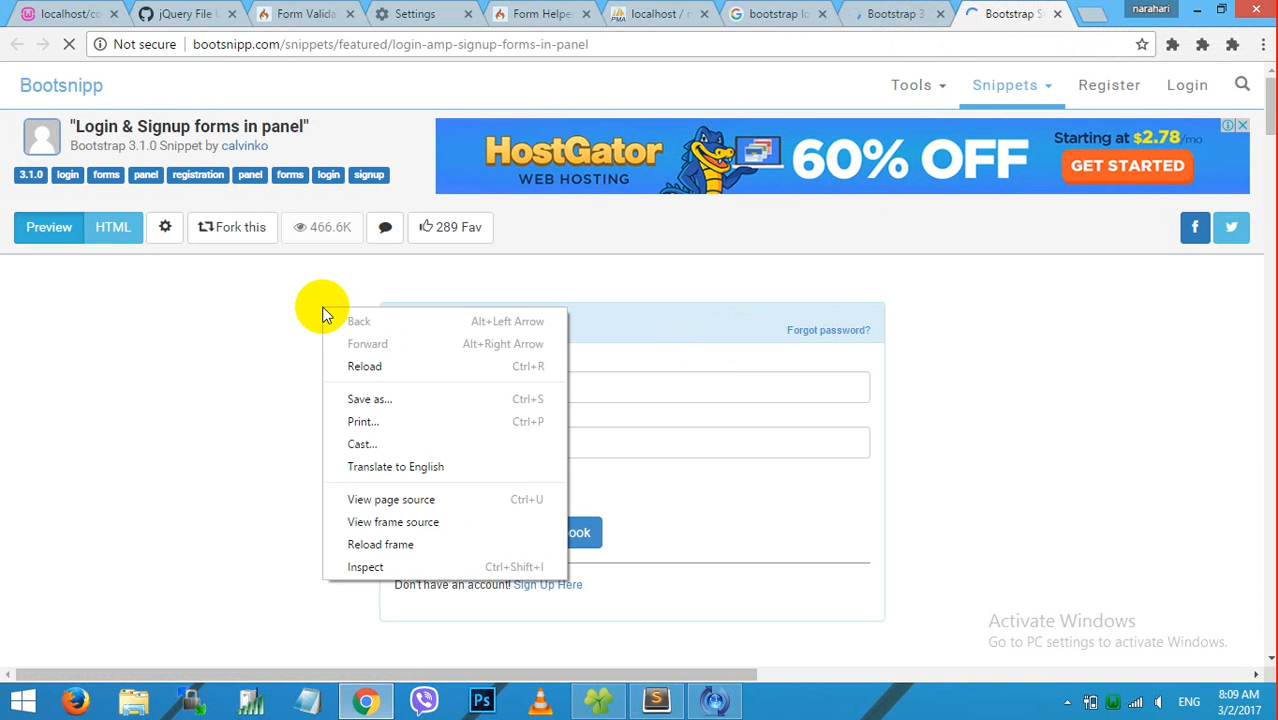 localhost/co
jQuery File U
Form Valida
Settings
Form Helpe
localhost / n
bootstrap lo
Bootstrap 3
Bootstrap S
narahari
Not secure
bootsnipp.com/snippets/featured/login-amp-signup-forms-in-panel
Bootsnipp
Tools
Snippets
Register
Login
"Login & Signup forms in panel"
Bootstrap 3.1.0 Snippet by calvinko
3.1.0 login forms panel registration panel forms login signup
HostGator
WEB HOSTING
60% OFF
Starting at $2.78/mo
GET STARTED
Preview
HTML
Fork this
466.6K
289 Fav
f
Forgot password?
Back Alt+Left Arrow
Forward Alt+Right Arrow
Reload Ctrl+R
Save as... Ctrl+S
Print... Ctrl+P
Cast...
Translate to English
View page source Ctrl+U
View frame source
Reload frame
Inspect Ctrl+Shift+I
ook
Don't have an account! Sign Up Here
Activate Windows
Go to PC settings to activate Windows.
Ps
S
ENG
8:09 AM
3/2/2017